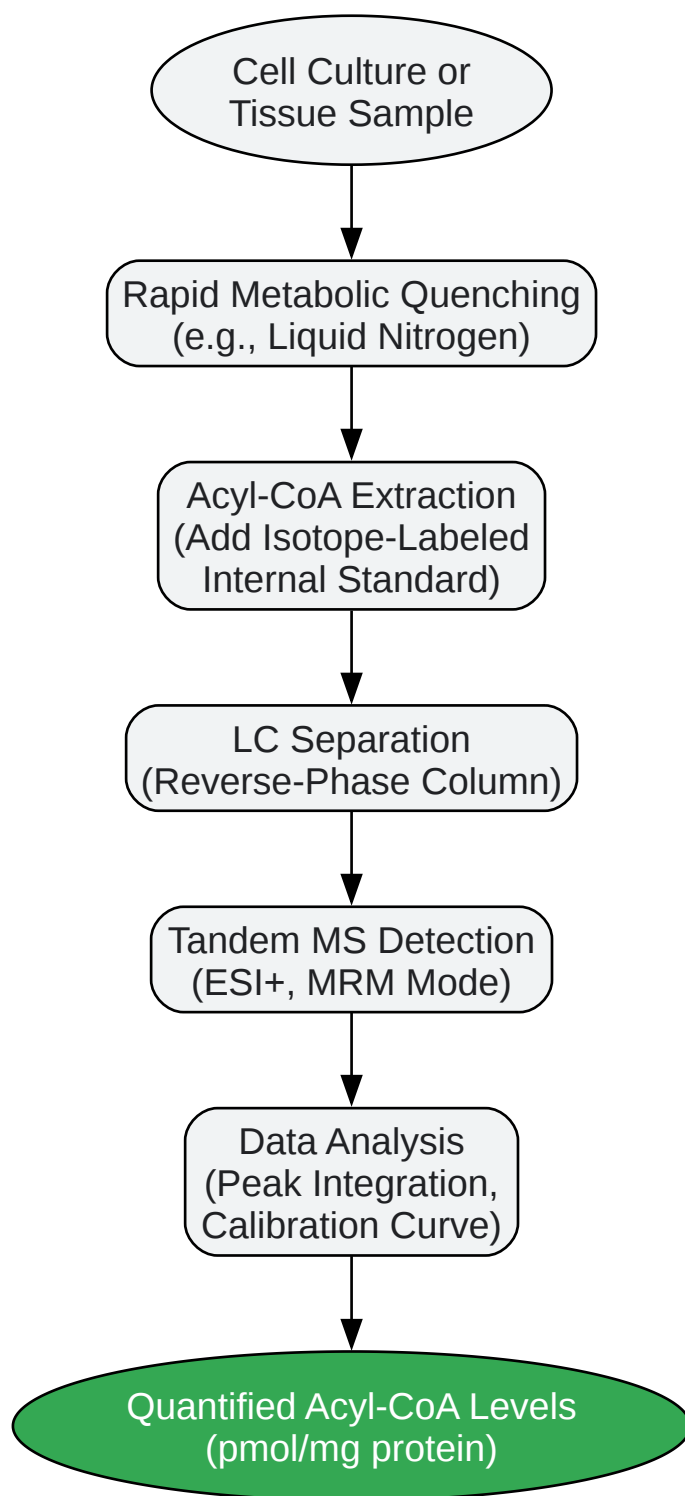 Cell Culture or
Tissue Sample
Rapid Metabolic Quenching
(e.g., Liquid Nitrogen)
Acyl-CoA Extraction
(Add Isotope-Labeled
Internal Standard)
LC Separation
(Reverse-Phase Column)
Tandem MS Detection
(ESI+, MRM Mode)
Data Analysis
(Peak Integration,
Calibration Curve)
Quantified Acyl-CoA Levels
(pmol/mg protein)